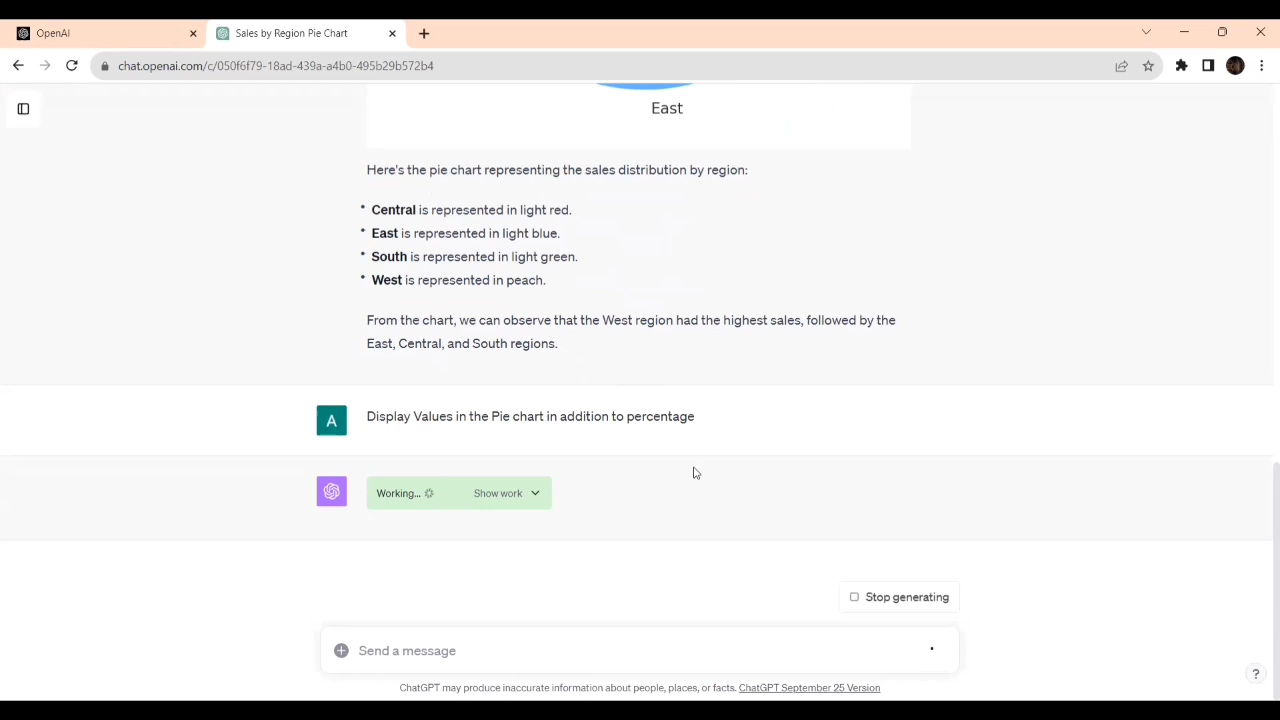 OpenAI
Sales by Region Pie Chart
chat.openai.com/c/050f6f79-18ad-439a-a4b0-495b29b572b4
East
Here's the pie chart representing the sales distribution by region:
• Central is represented in light red.
• East is represented in light blue.
• South is represented in light green.
• West is represented in peach.
From the chart, we can observe that the West region had the highest sales, followed by the
East, Central, and South regions.
A
Display Values in the Pie chart in addition to percentage
Working... Show work
Stop generating
Send a message
ChatGPT may produce inaccurate information about people, places, or facts. ChatGPT September 25 Version
?